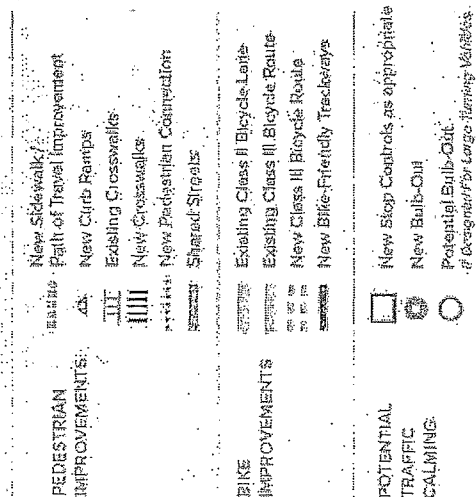 PEDESTRIAN
IMPROVEMENTS:
New Sidewalk/
Path of Travel Improvement
New Curb Ramps
Existing Crosswalks
New Crosswalks
New Pedestrian Connection
Shared Streets
BIKE
IMPROVEMENTS
Existing Class II Bicycle Lane
Existing Class III Bicycle Route
New Class III Bicycle Route
New Bike-Friendly Trackways
POTENTIAL
TRAFFIC
CALMING:
New Stop Controls as appropriate
New Bulb-Out
Potential Bulb-Out
if Designed For Large Turning Vehicles